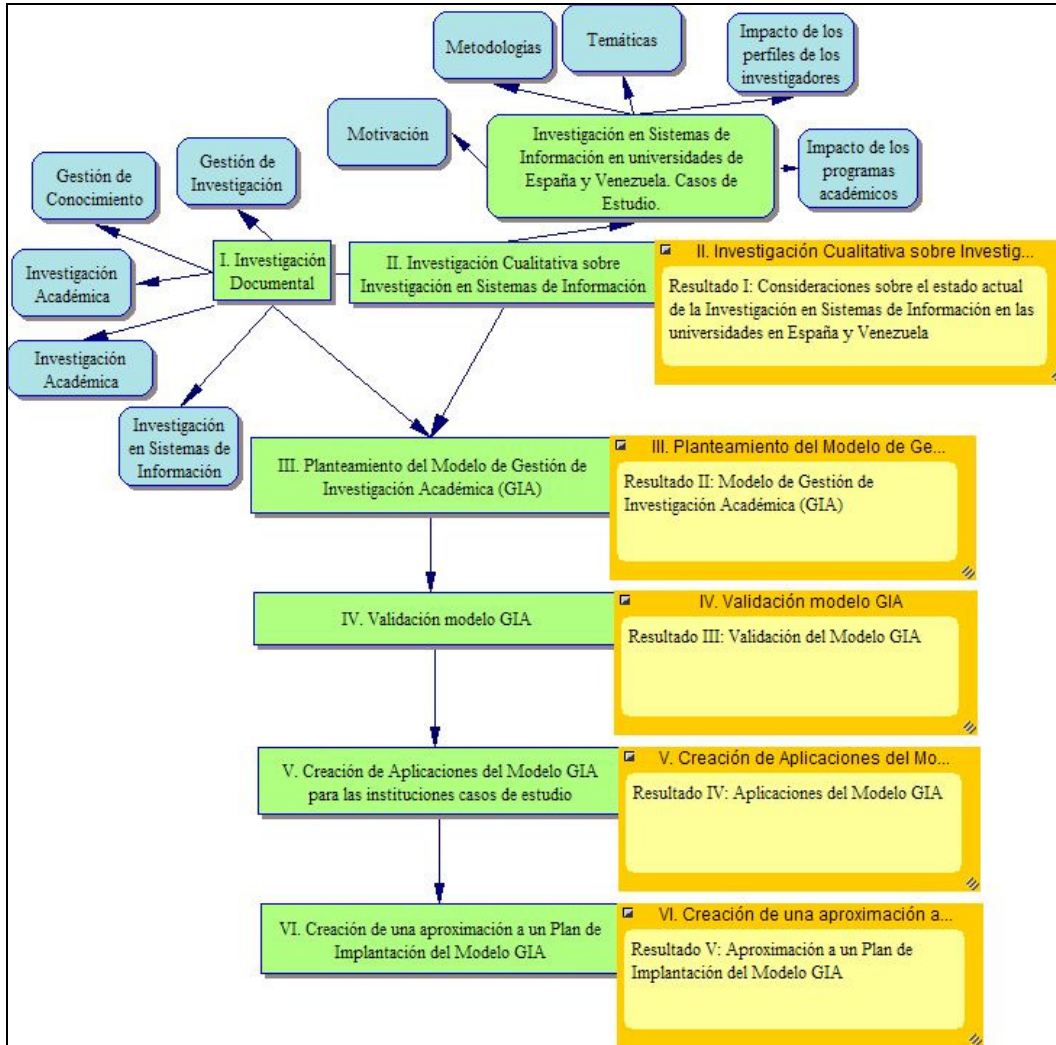 Metodologías
Temáticas
Impacto de los
perfiles de los
investigadores
Motivación
Investigación en Sistemas de
Información en universidades de
España y Venezuela. Casos de
Estudio.
Impacto de los
programas
académicos
Gestión de
Conocimiento
Gestión de
Investigación
Investigación
Académica
Investigación
Académica
Investigación
en Sistemas de
Información
I. Investigación
Documental
II. Investigación Cualitativa sobre
Investigación en Sistemas de Información
II. Investigación Cualitativa sobre Investig...
Resultado I: Consideraciones sobre el estado actual
de la Investigación en Sistemas de Información en las
universidades en España y Venezuela
III. Planteamiento del Modelo de Gestión de
Investigación Académica (GIA)
III. Planteamiento del Modelo de Ge...
Resultado II: Modelo de Gestión de
Investigación Académica (GIA)
IV. Validación modelo GIA
IV. Validación modelo GIA
Resultado III: Validación del Modelo GIA
V. Creación de Aplicaciones del Modelo GIA
para las instituciones casos de estudio
V. Creación de Aplicaciones del Mo...
Resultado IV: Aplicaciones del Modelo GIA
VI. Creación de una aproximación a un Plan de
Implantación del Modelo GIA
VI. Creación de una aproximación a...
Resultado V: Aproximación a un Plan de
Implantación del Modelo GIA